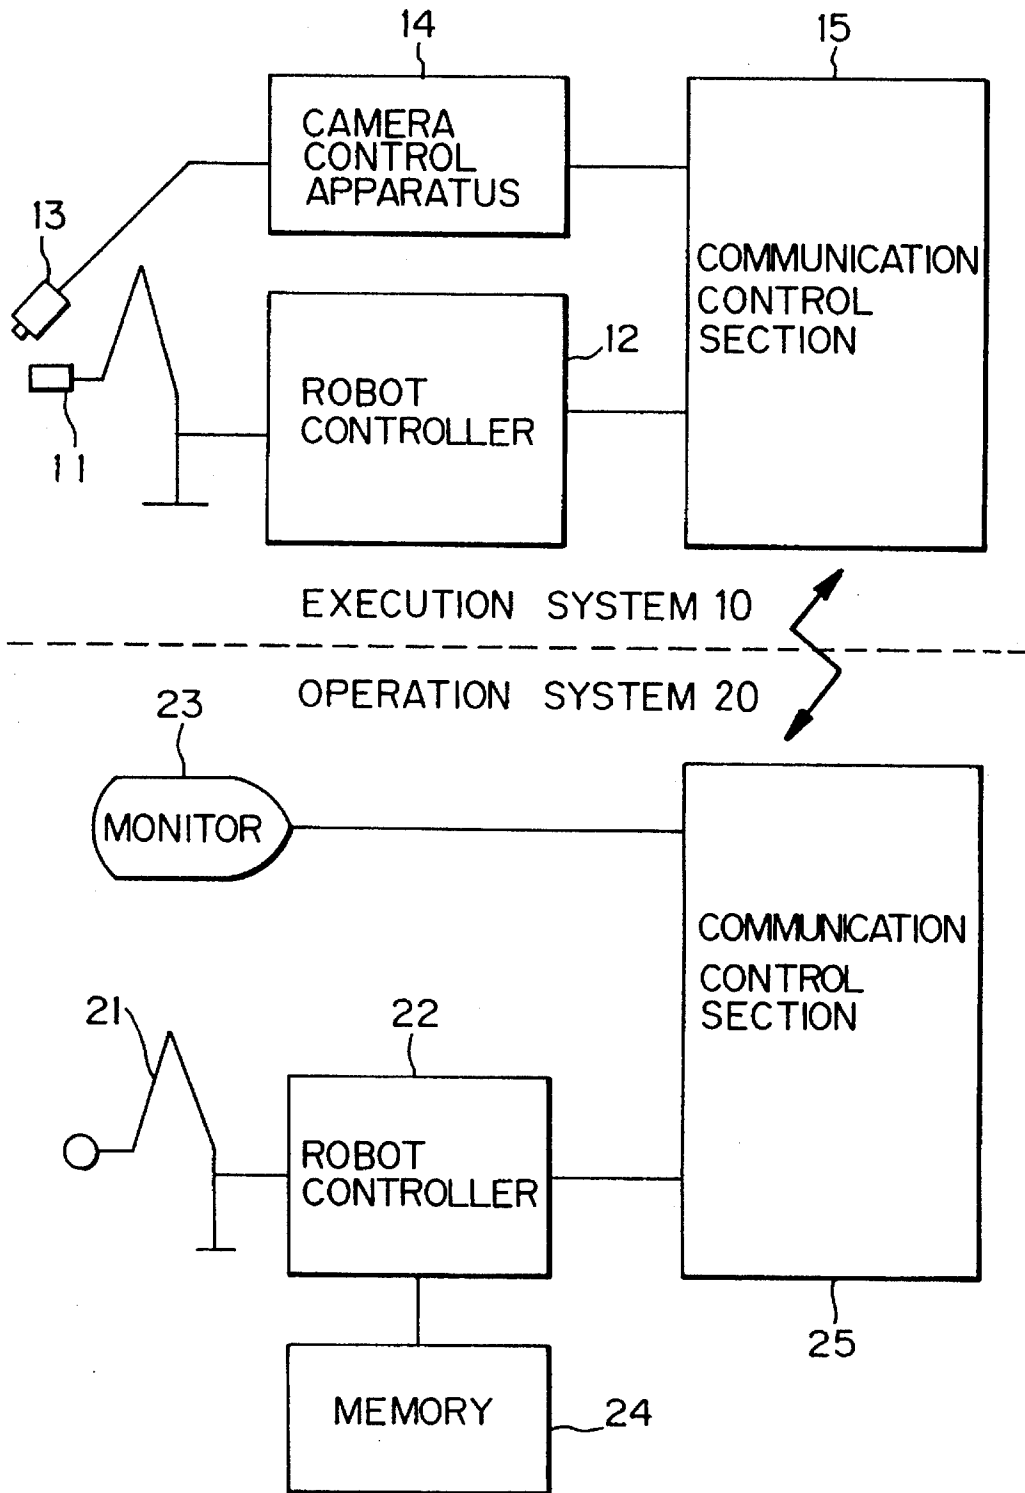 14
15
CAMERA
CONTROL
APPARATUS
13
COMMUNICATION
CONTROL
SECTION
12
ROBOT
CONTROLLER
11
EXECUTION SYSTEM 10
OPERATION SYSTEM 20
23
MONITOR
COMMUNICATION
CONTROL
SECTION
21
22
ROBOT
CONTROLLER
25
MEMORY
24